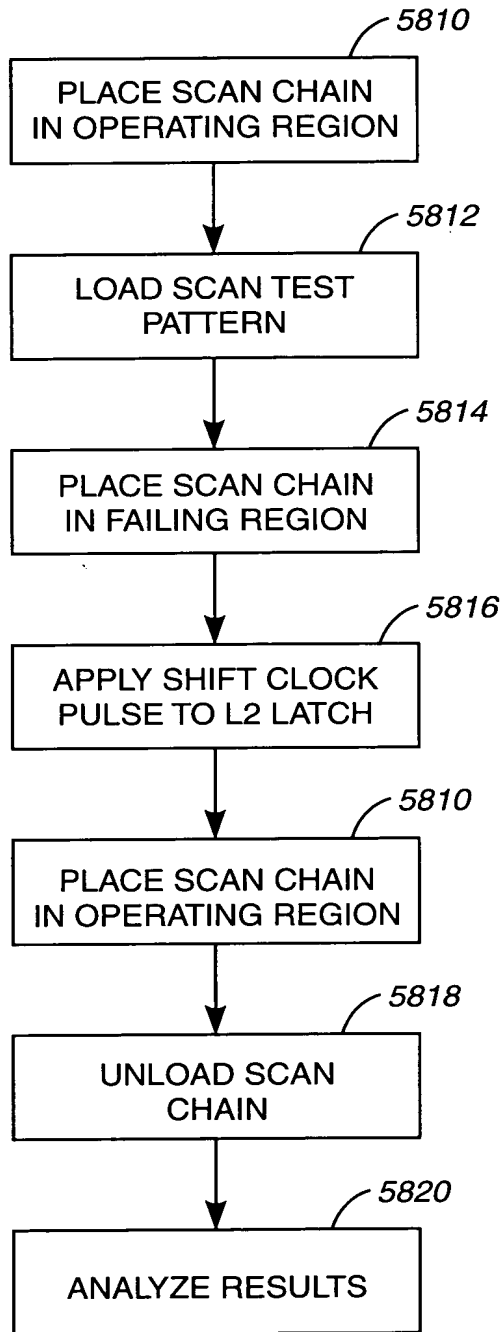 5810
PLACE SCAN CHAIN
IN OPERATING REGION
5812
LOAD SCAN TEST
PATTERN
5814
PLACE SCAN CHAIN
IN FAILING REGION
5816
APPLY SHIFT CLOCK
PULSE TO L2 LATCH
5810
PLACE SCAN CHAIN
IN OPERATING REGION
5818
UNLOAD SCAN
CHAIN
5820
ANALYZE RESULTS